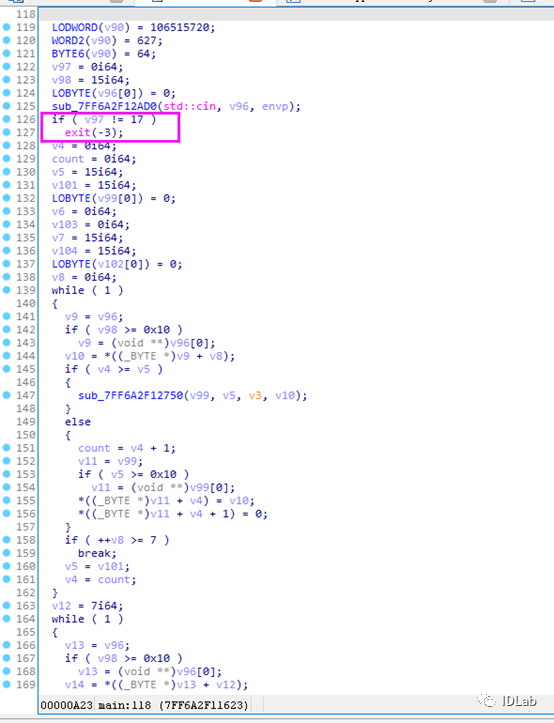 118
119 LODWORD(v90) = 106515720;
120 WORD2(v90) = 627;
121 BYTE6(v90) = 64;
122 v97 = 0i64;
123 v98 = 15i64;
124 LOBYTE(v96[0]) = 0;
125 sub_7FF6A2F12AD0(std::cin, v96, envp);
126 if ( v97 != 17 )
127 exit(-3);
128 v4 = 0i64;
129 count = 0i64;
130 v5 = 15i64;
131 v101 = 15i64;
132 LOBYTE(v99[0]) = 0;
133 v6 = 0i64;
134 v103 = 0i64;
135 v7 = 15i64;
136 v104 = 15i64;
137 LOBYTE(v102[0]) = 0;
138 v8 = 0i64;
139 while ( 1 )
140 {
141 v9 = v96;
142 if ( v98 >= 0x10 )
143 v9 = (void **)v96[0];
144 v10 = *((_BYTE *)v9 + v8);
145 if ( v4 >= v5 )
146 {
147 sub_7FF6A2F12750(v99, v5, v3, v10);
148 }
149 else
150 {
151 count = v4 + 1;
152 v11 = v99;
153 if ( v5 >= 0x10 )
154 v11 = (void **)v99[0];
155 *((_BYTE *)v11 + v4) = v10;
156 *((_BYTE *)v11 + v4 + 1) = 0;
157 }
158 if ( ++v8 >= 7 )
159 break;
160 v5 = v101;
161 v4 = count;
162 }
163 v12 = 7i64;
164 while ( 1 )
165 {
166 v13 = v96;
167 if ( v98 >= 0x10 )
168 v13 = (void **)v96[0];
169 v14 = *((_BYTE *)v13 + v12);
00000A23 main:118 (7FF6A2F11623)
IDLab